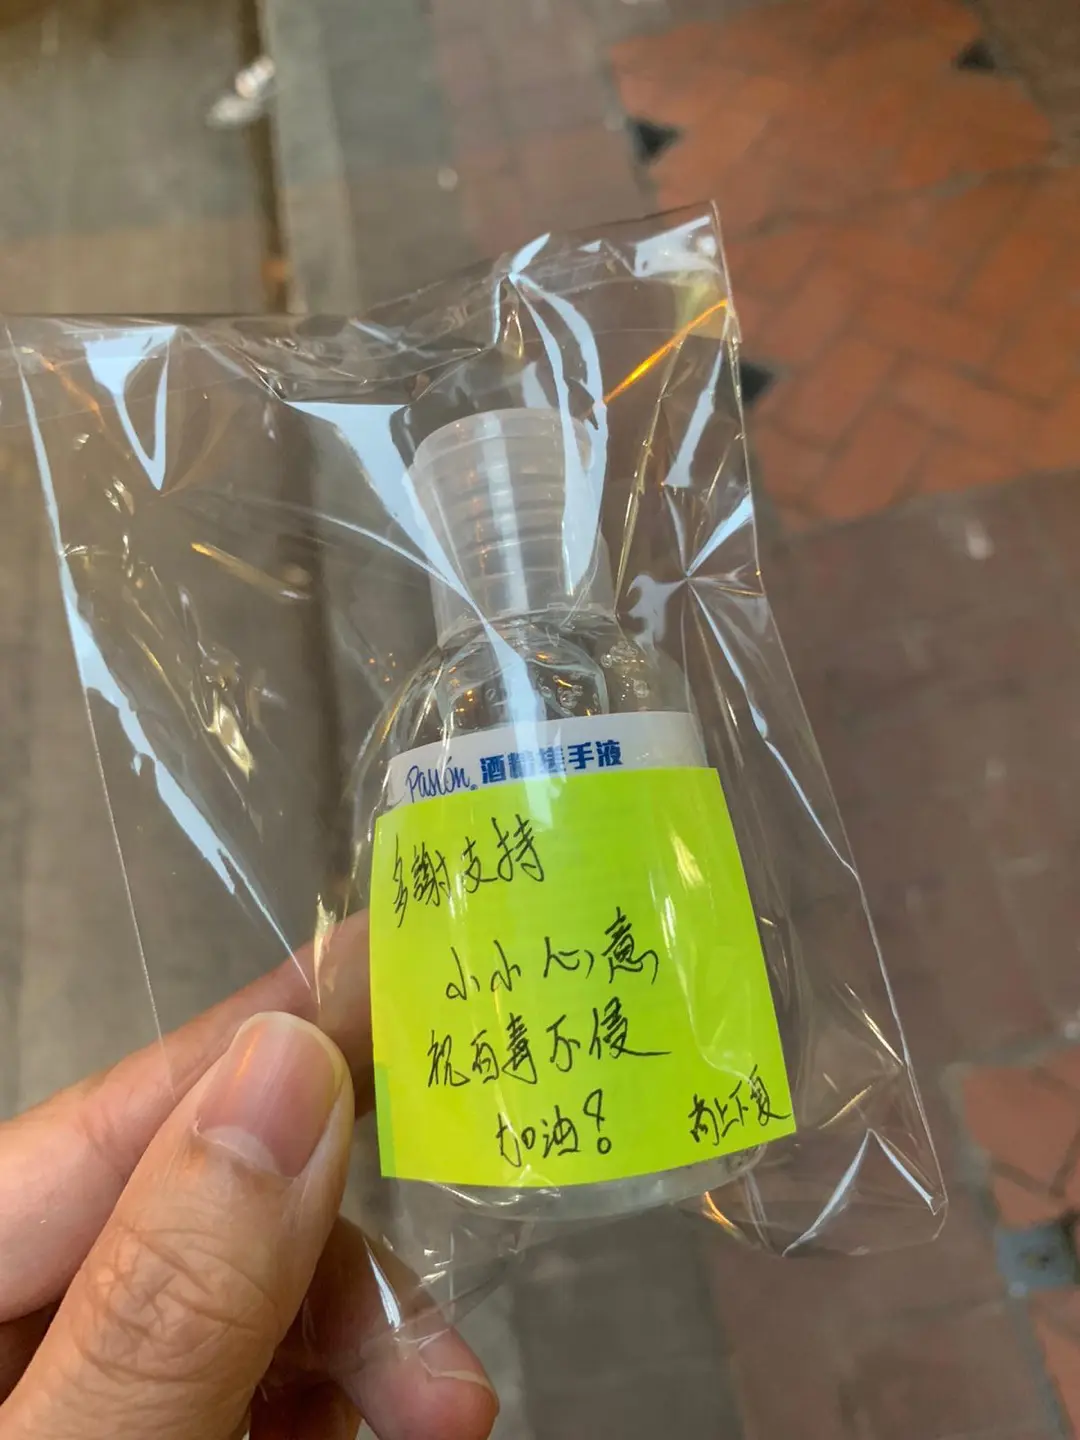 Pasión® 酒精搓手液
多謝支持
小小心意
祝百毒不侵
加油!